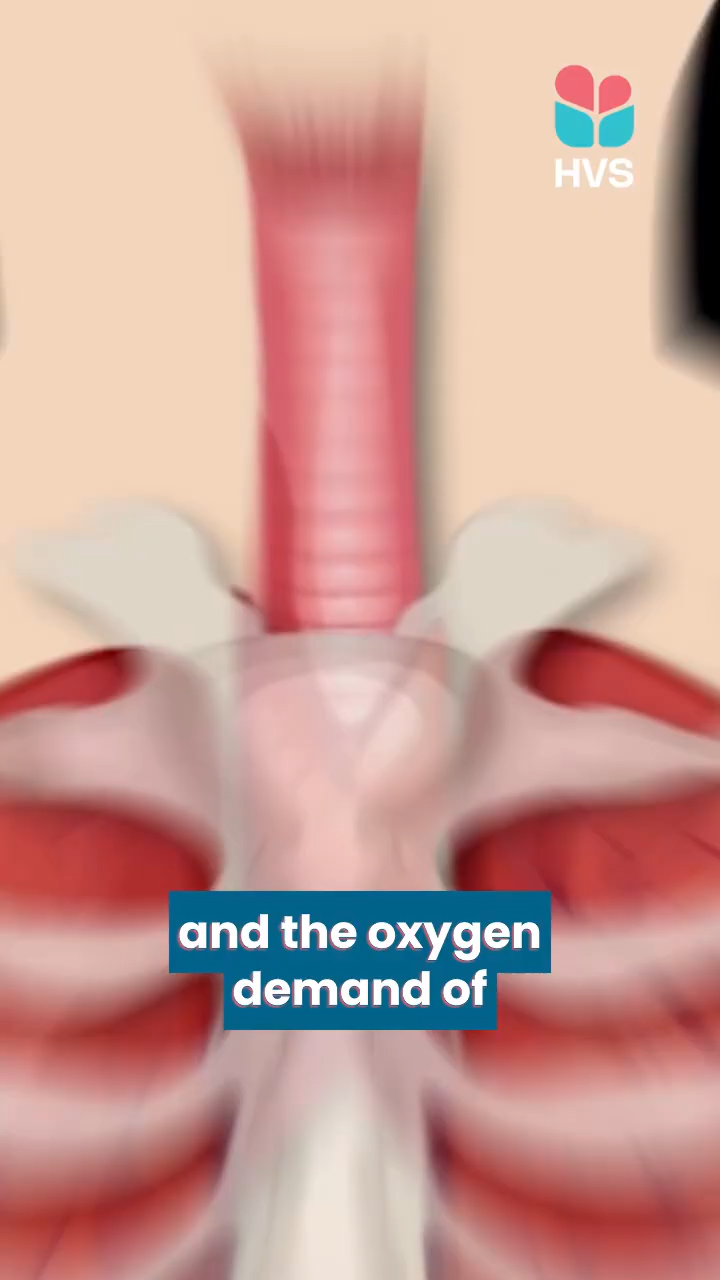 HVS
and the oxygen
demand of